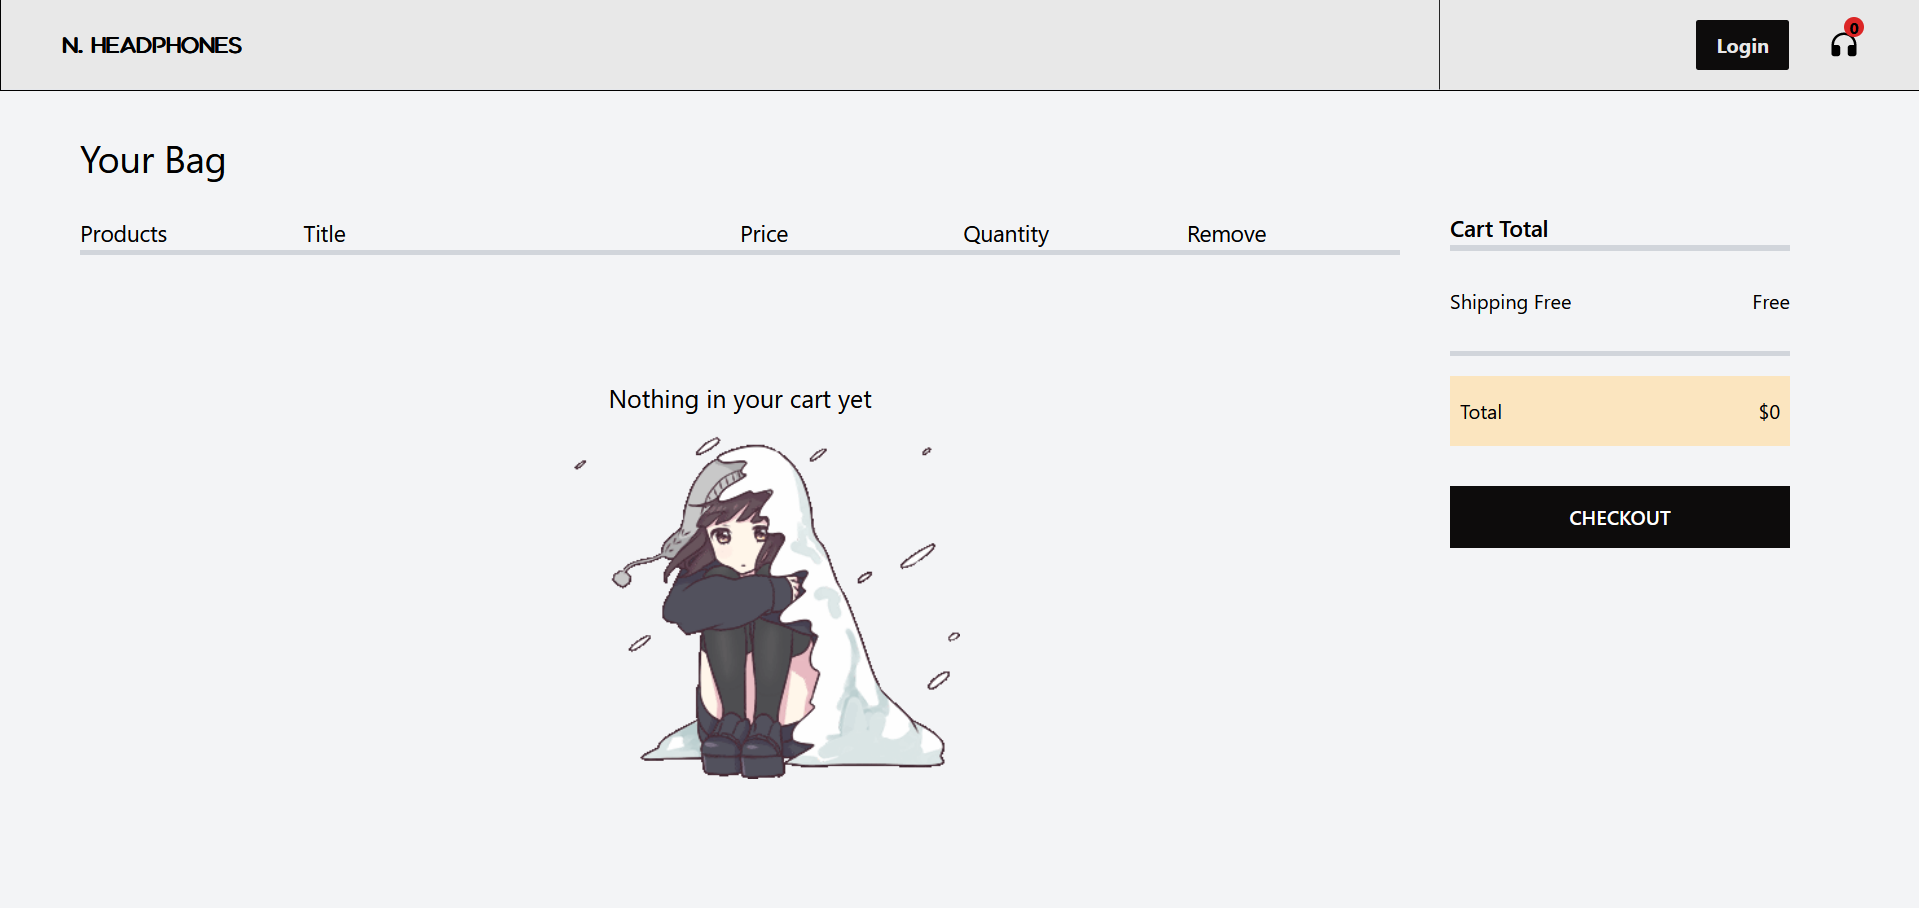 N. HEADPHONES
Login
0
Your Bag
Products Title Price Quantity Remove
Nothing in your cart yet
Cart Total
Shipping Free Free
Total $0
CHECKOUT